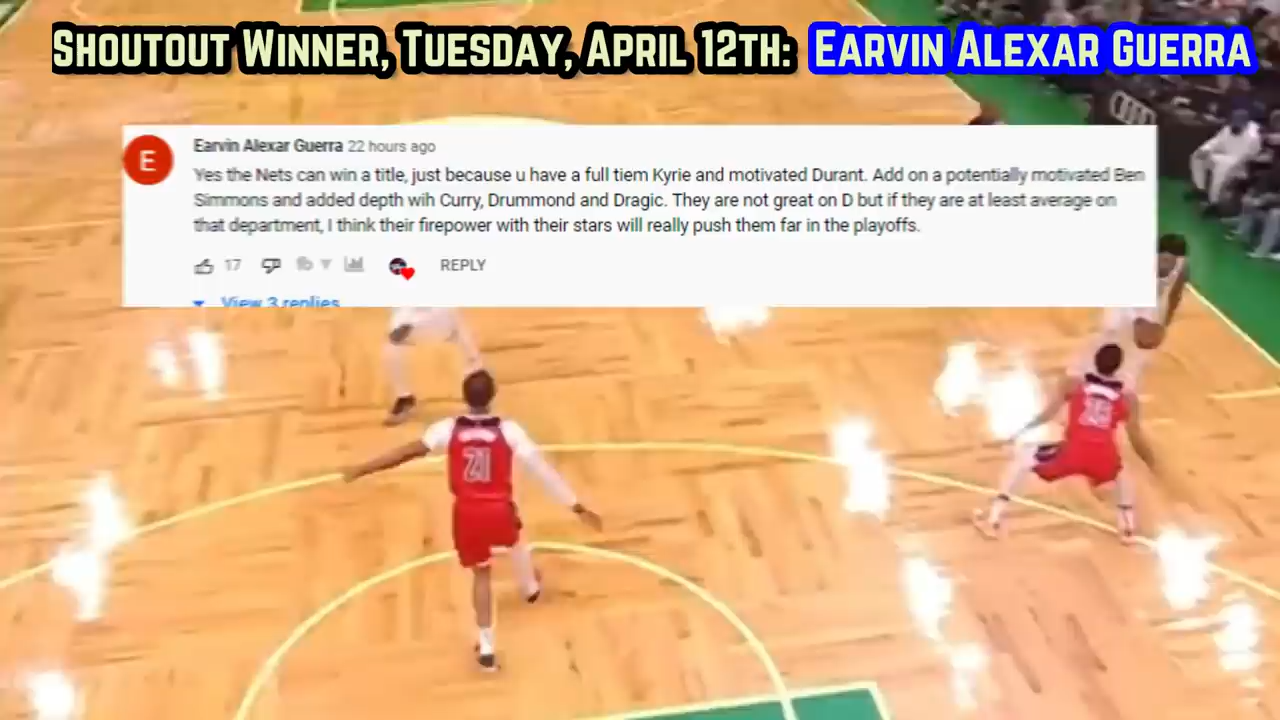 Shoutout Winner, Tuesday, April 12th: Earvin Alexar Guerra
E
Earvin Alexar Guerra 22 hours ago
Yes the Nets can win a title, just because u have a full tiem Kyrie and motivated Durant. Add on a potentially motivated Ben
Simmons and added depth wih Curry, Drummond and Dragic. They are not great on D but if they are at least average on
that department, I think their firepower with their stars will really push them far in the playoffs.
17
REPLY
View 3 replies
21